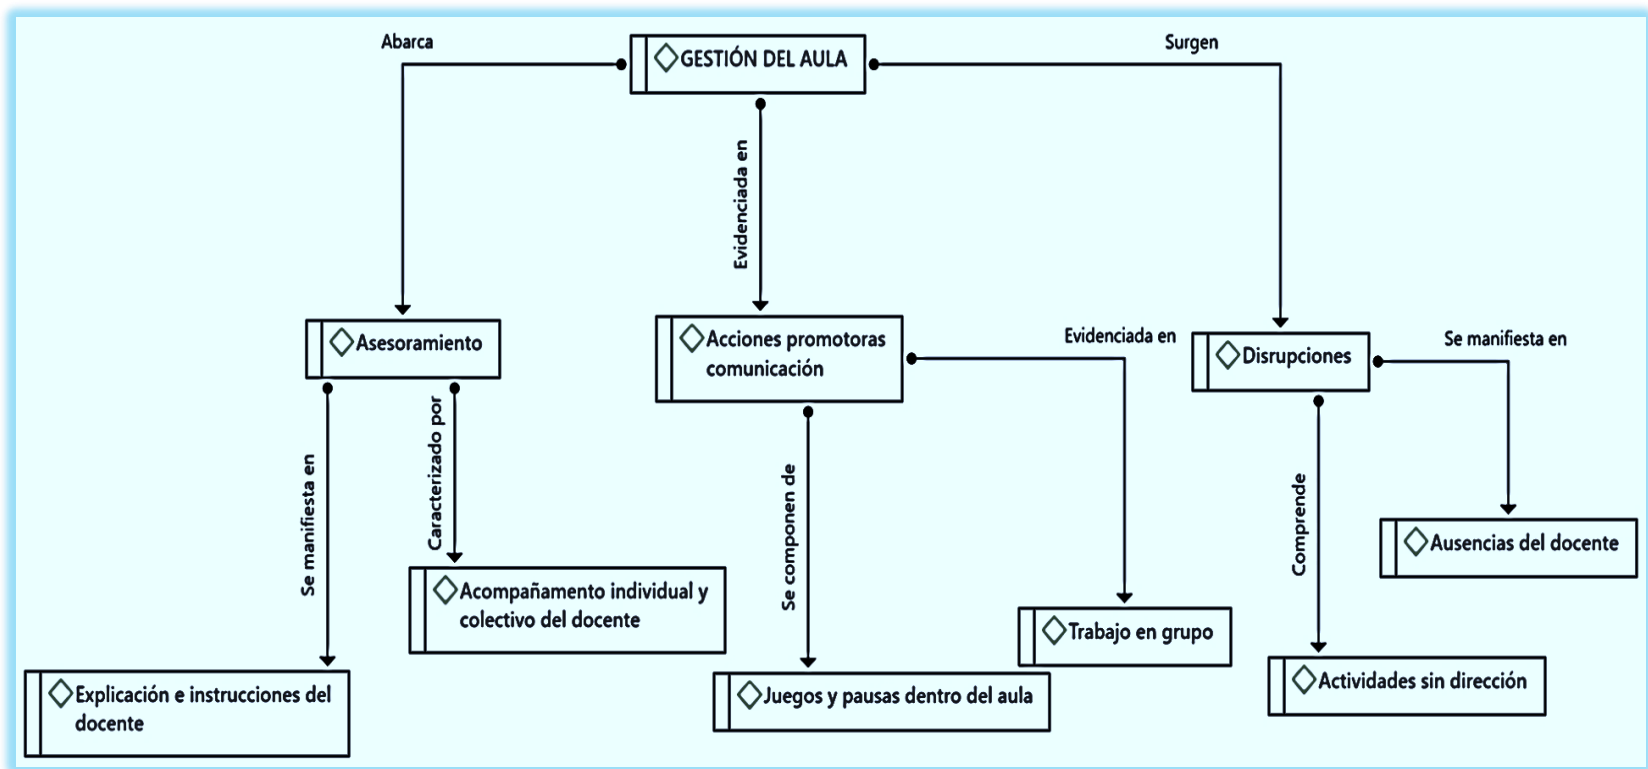 Abarca
GESTIÓN DEL AULA
Surgen
Evidenciada en
Asesoramiento
Acciones promotoras
comunicación
Evidenciada en
Disrupciones
Se manifiesta en
Se manifiesta en
Caracterizado por
Se componen de
Comprende
Ausencias del docente
Acompañamento individual y
colectivo del docente
Trabajo en grupo
Explicación e instrucciones del
docente
Juegos y pausas dentro del aula
Actividades sin dirección